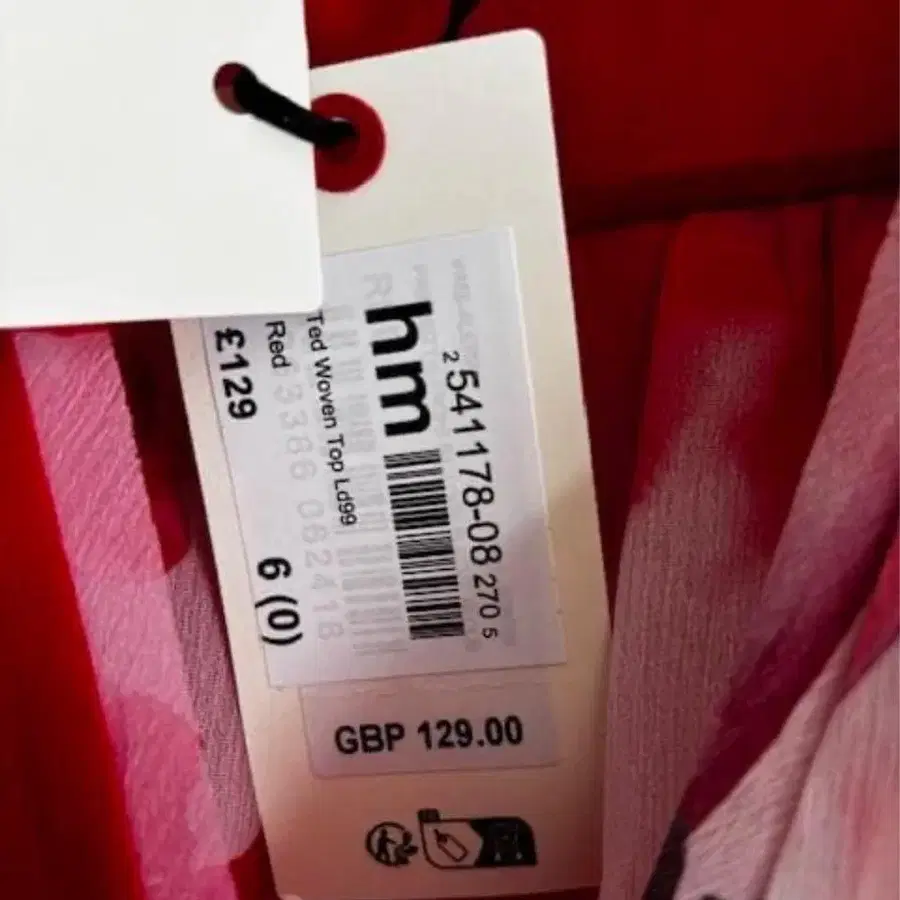 hm
2 541178-08 270 5
Ted Woven Top Ld99
Red
£129
6 (0)
GBP 129.00